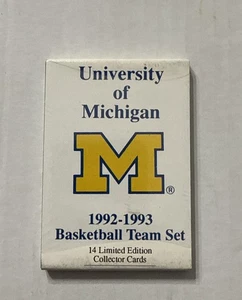 University
of
Michigan
M®
1992-1993
Basketball Team Set
14 Limited Edition
Collector Cards